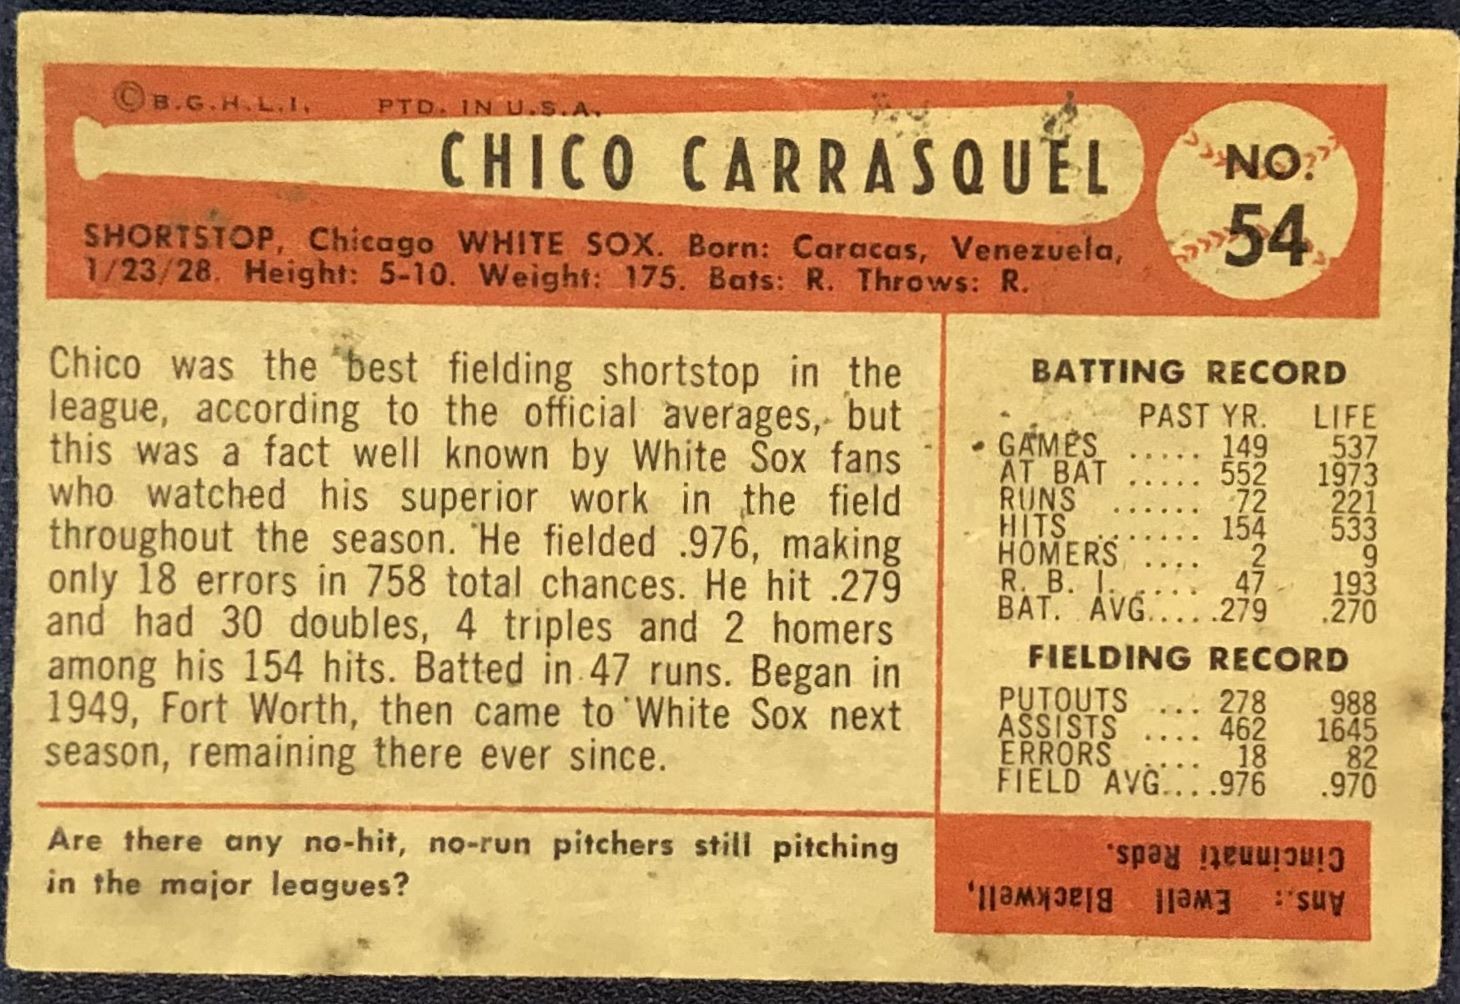 © B.G.H.L.I. PTD. IN U.S.A.
CHICO CARRASQUEL
NO.
54
SHORTSTOP, Chicago WHITE SOX. Born: Caracas, Venezuela,
1/23/28. Height: 5-10. Weight: 175. Bats: R. Throws: R.
Chico was the best fielding shortstop in the
league, according to the official averages, but
this was a fact well known by White Sox fans
who watched his superior work in the field
throughout the season. He fielded .976, making
only 18 errors in 758 total chances. He hit .279
and had 30 doubles, 4 triples and 2 homers
among his 154 hits. Batted in 47 runs. Began in
1949, Fort Worth, then came to White Sox next
season, remaining there ever since.
BATTING RECORD
PAST YR. LIFE
GAMES ..... 149 537
AT BAT ..... 552 1973
RUNS ...... 72 221
HITS ........ 154 533
HOMERS .... 2 9
R. B. I. ..... 47 193
BAT. AVG.....279 .270
FIELDING RECORD
PUTOUTS ... 278 988
ASSISTS .... 462 1645
ERRORS .... 18 82
FIELD AVG....976 .970
Are there any no-hit, no-run pitchers still pitching
in the major leagues?
Ans.: Ewell Blackwell,
Cincinnati Reds.